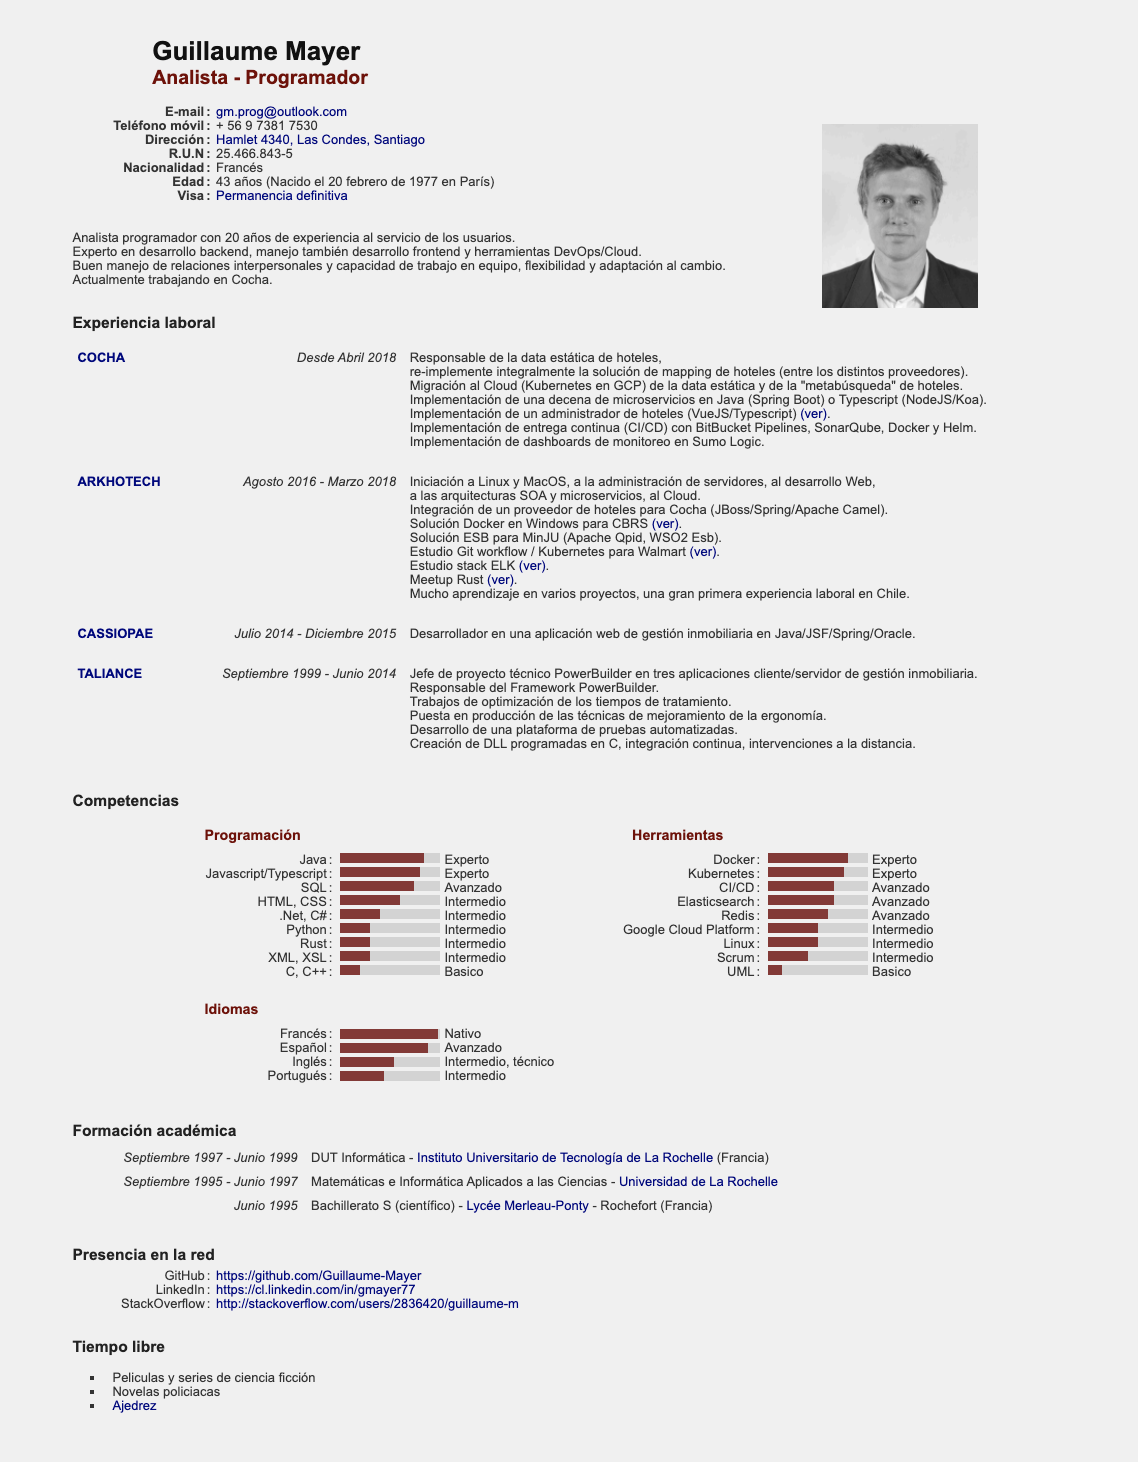 Guillaume Mayer
Analista - Programador
E-mail : gm.prog@outlook.com
Teléfono móvil : + 56 9 7381 7530
Dirección : Hamlet 4340, Las Condes, Santiago
R.U.N : 25.466.843-5
Nacionalidad : Francés
Edad : 43 años (Nacido el 20 febrero de 1977 en París)
Visa : Permanencia definitiva
Analista programador con 20 años de experiencia al servicio de los usuarios.
Experto en desarrollo backend, manejo también desarrollo frontend y herramientas DevOps/Cloud.
Buen manejo de relaciones interpersonales y capacidad de trabajo en equipo, flexibilidad y adaptación al cambio.
Actualmente trabajando en Cocha.
Experiencia laboral
COCHA Desde Abril 2018 Responsable de la data estática de hoteles,
re-implemente integralmente la solución de mapping de hoteles (entre los distintos proveedores).
Migración al Cloud (Kubernetes en GCP) de la data estática y de la "metabúsqueda" de hoteles.
Implementación de una decena de microservicios en Java (Spring Boot) o Typescript (NodeJS/Koa).
Implementación de un administrador de hoteles (VueJS/Typescript) (ver).
Implementación de entrega continua (CI/CD) con BitBucket Pipelines, SonarQube, Docker y Helm.
Implementación de dashboards de monitoreo en Sumo Logic.
ARKHOTECH Agosto 2016 - Marzo 2018 Iniciación a Linux y MacOS, a la administración de servidores, al desarrollo Web,
a las arquitecturas SOA y microservicios, al Cloud.
Integración de un proveedor de hoteles para Cocha (JBoss/Spring/Apache Camel).
Solución Docker en Windows para CBRS (ver).
Solución ESB para MinJU (Apache Qpid, WSO2 Esb).
Estudio Git workflow / Kubernetes para Walmart (ver).
Estudio stack ELK (ver).
Meetup Rust (ver).
Mucho aprendizaje en varios proyectos, una gran primera experiencia laboral en Chile.
CASSIOPAE Julio 2014 - Diciembre 2015 Desarrollador en una aplicación web de gestión inmobiliaria en Java/JSF/Spring/Oracle.
TALIANCE Septiembre 1999 - Junio 2014 Jefe de proyecto técnico PowerBuilder en tres aplicaciones cliente/servidor de gestión inmobiliaria.
Responsable del Framework PowerBuilder.
Trabajos de optimización de los tiempos de tratamiento.
Puesta en producción de las técnicas de mejoramiento de la ergonomía.
Desarrollo de una plataforma de pruebas automatizadas.
Creación de DLL programadas en C, integración continua, intervenciones a la distancia.
Competencias
Programación
Java : Experto
Javascript/Typescript : Experto
SQL : Avanzado
HTML, CSS : Intermedio
.Net, C# : Intermedio
Python : Intermedio
Rust : Intermedio
XML, XSL : Intermedio
C, C++ : Basico
Herramientas
Docker : Experto
Kubernetes : Experto
CI/CD : Avanzado
Elasticsearch : Avanzado
Redis : Avanzado
Google Cloud Platform : Intermedio
Linux : Intermedio
Scrum : Intermedio
UML : Basico
Idiomas
Francés : Nativo
Español : Avanzado
Inglés : Intermedio, técnico
Portugués : Intermedio
Formación académica
Septiembre 1997 - Junio 1999 DUT Informática - Instituto Universitario de Tecnología de La Rochelle (Francia)
Septiembre 1995 - Junio 1997 Matemáticas e Informática Aplicados a las Ciencias - Universidad de La Rochelle
Junio 1995 Bachillerato S (científico) - Lycée Merleau-Ponty - Rochefort (Francia)
Presencia en la red
GitHub : https://github.com/Guillaume-Mayer
LinkedIn : https://cl.linkedin.com/in/gmayer77
StackOverflow : http://stackoverflow.com/users/2836420/guillaume-m
Tiempo libre
▪ Peliculas y series de ciencia ficción
▪ Novelas policiacas
▪ Ajedrez